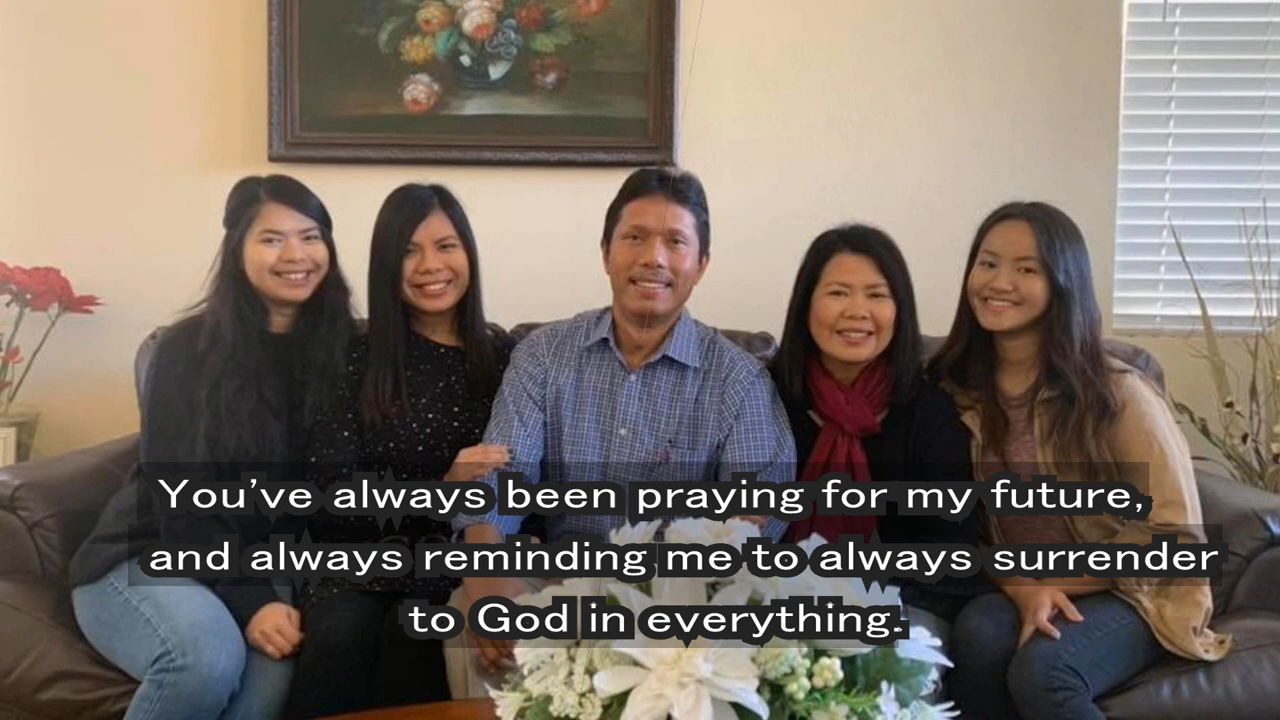 You've always been praying for my future,
and always reminding me to always surrender
to God in everything.